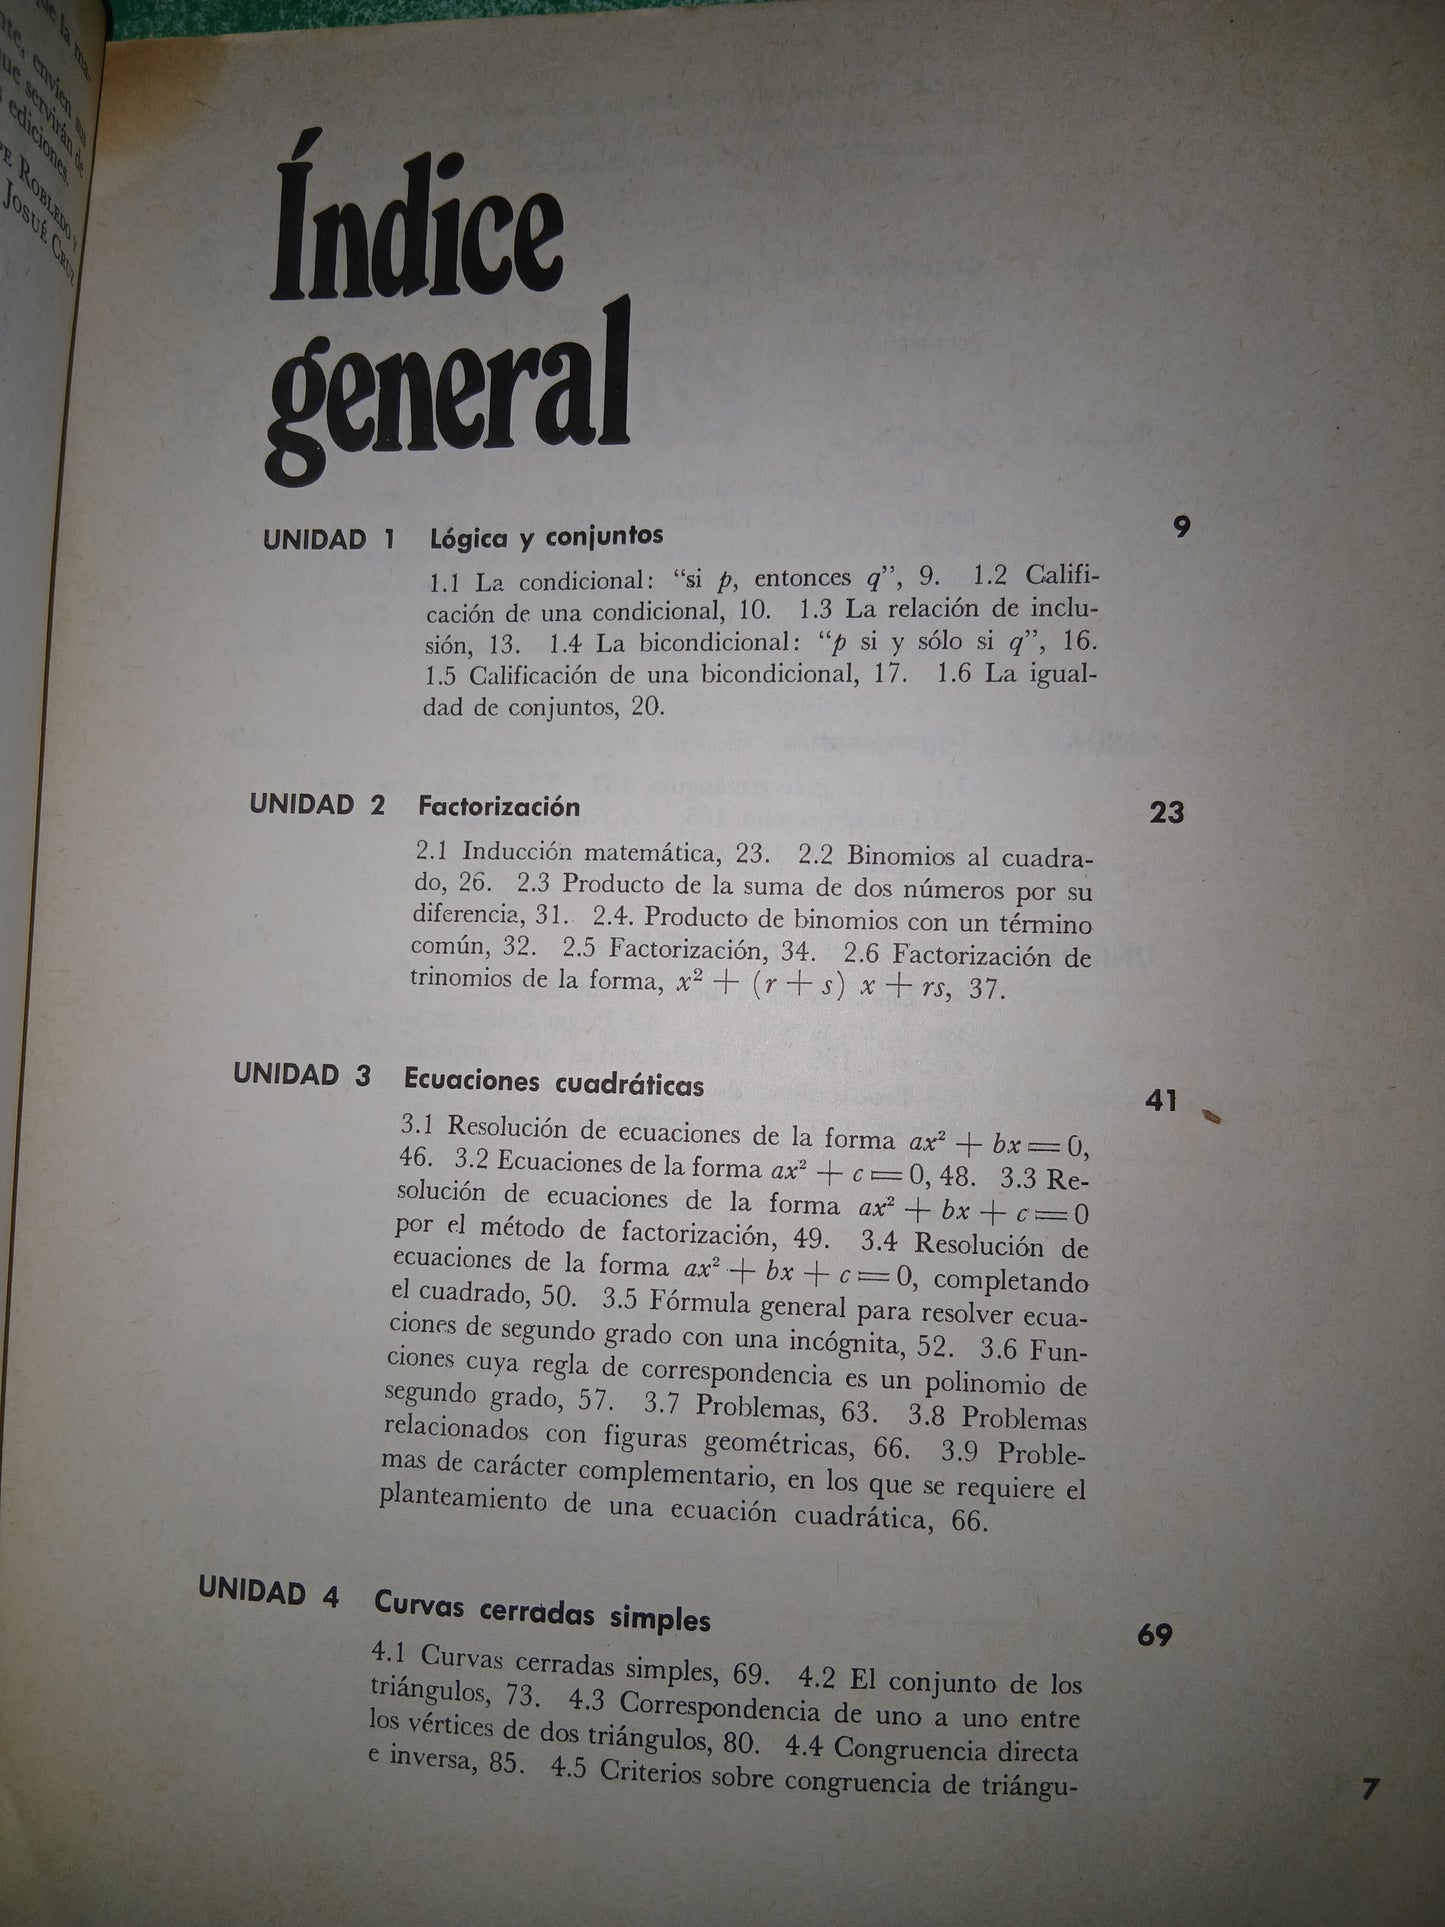 que la ma-
nte, envíen sus
que servirán de
ediciones.
PE ROBLEDO Y
JOSUÉ CRUZ
Índice
general
UNIDAD 1 Lógica y conjuntos 9
1.1 La condicional: “si p, entonces q”, 9. 1.2 Califi-
cación de una condicional, 10. 1.3 La relación de inclu-
sión, 13. 1.4 La bicondicional: “p si y sólo si q”, 16.
1.5 Calificación de una bicondicional, 17. 1.6 La igual-
dad de conjuntos, 20.
UNIDAD 2 Factorización 23
2.1 Inducción matemática, 23. 2.2 Binomios al cuadra-
do, 26. 2.3 Producto de la suma de dos números por su
diferencia, 31. 2.4. Producto de binomios con un término
común, 32. 2.5 Factorización, 34. 2.6 Factorización de
trinomios de la forma, x² + (r + s) x + rs, 37.
UNIDAD 3 Ecuaciones cuadráticas 41
3.1 Resolución de ecuaciones de la forma ax² + bx = 0,
46. 3.2 Ecuaciones de la forma ax² + c = 0, 48. 3.3 Re-
solución de ecuaciones de la forma ax² + bx + c = 0
por el método de factorización, 49. 3.4 Resolución de
ecuaciones de la forma ax² + bx + c = 0, completando
el cuadrado, 50. 3.5 Fórmula general para resolver ecua-
ciones de segundo grado con una incógnita, 52. 3.6 Fun-
ciones cuya regla de correspondencia es un polinomio de
segundo grado, 57. 3.7 Problemas, 63. 3.8 Problemas
relacionados con figuras geométricas, 66. 3.9 Proble-
mas de carácter complementario, en los que se requiere el
planteamiento de una ecuación cuadrática, 66.
UNIDAD 4 Curvas cerradas simples 69
4.1 Curvas cerradas simples, 69. 4.2 El conjunto de los
triángulos, 73. 4.3 Correspondencia de uno a uno entre
los vértices de dos triángulos, 80. 4.4 Congruencia directa
e inversa, 85. 4.5 Criterios sobre congruencia de triángu-
7